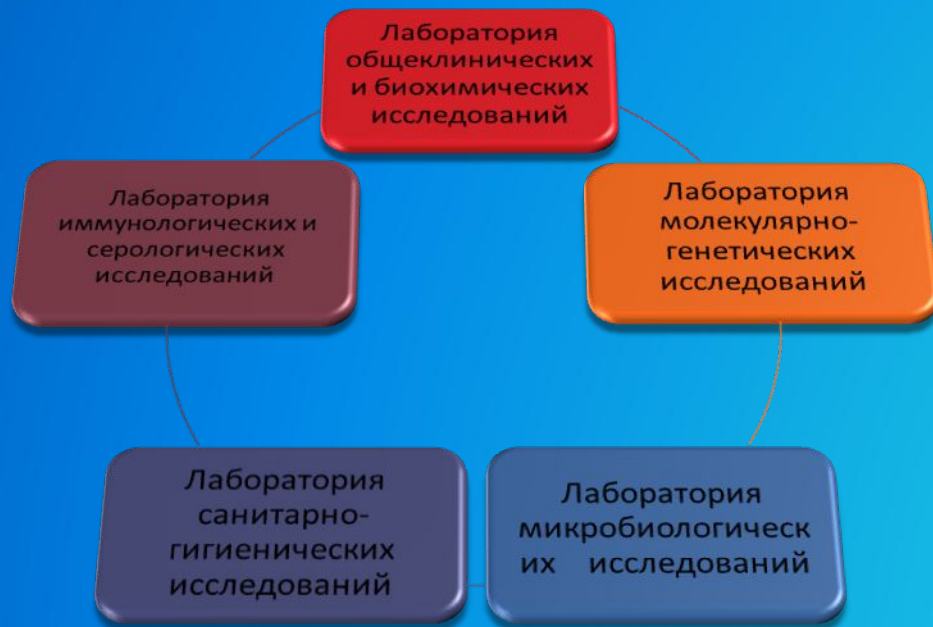 Лаборатория
общеклинических
и биохимических
исследований
Лаборатория
иммунологических и
серологических
исследований
Лаборатория
молекулярно-
генетических
исследований
Лаборатория
санитарно-
гигиенических
исследований
Лаборатория
микробиологическ
их исследований